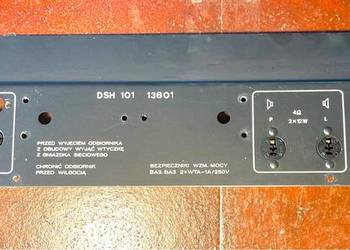 DSH 101 13801
P
4Ω
2×12W
L
PRZED WYJĘCIEM ODBIORNIKA
Z OBUDOWY WYJĄĆ WTYCZKĘ
Z GNIAZDKA SIECIOWEGO
CHRONIĆ ODBIORNIK
PRZED WILGOCIĄ
BEZPIECZNIKI WZM. MOCY
BA2 BA3 2×WTA-1A/250V